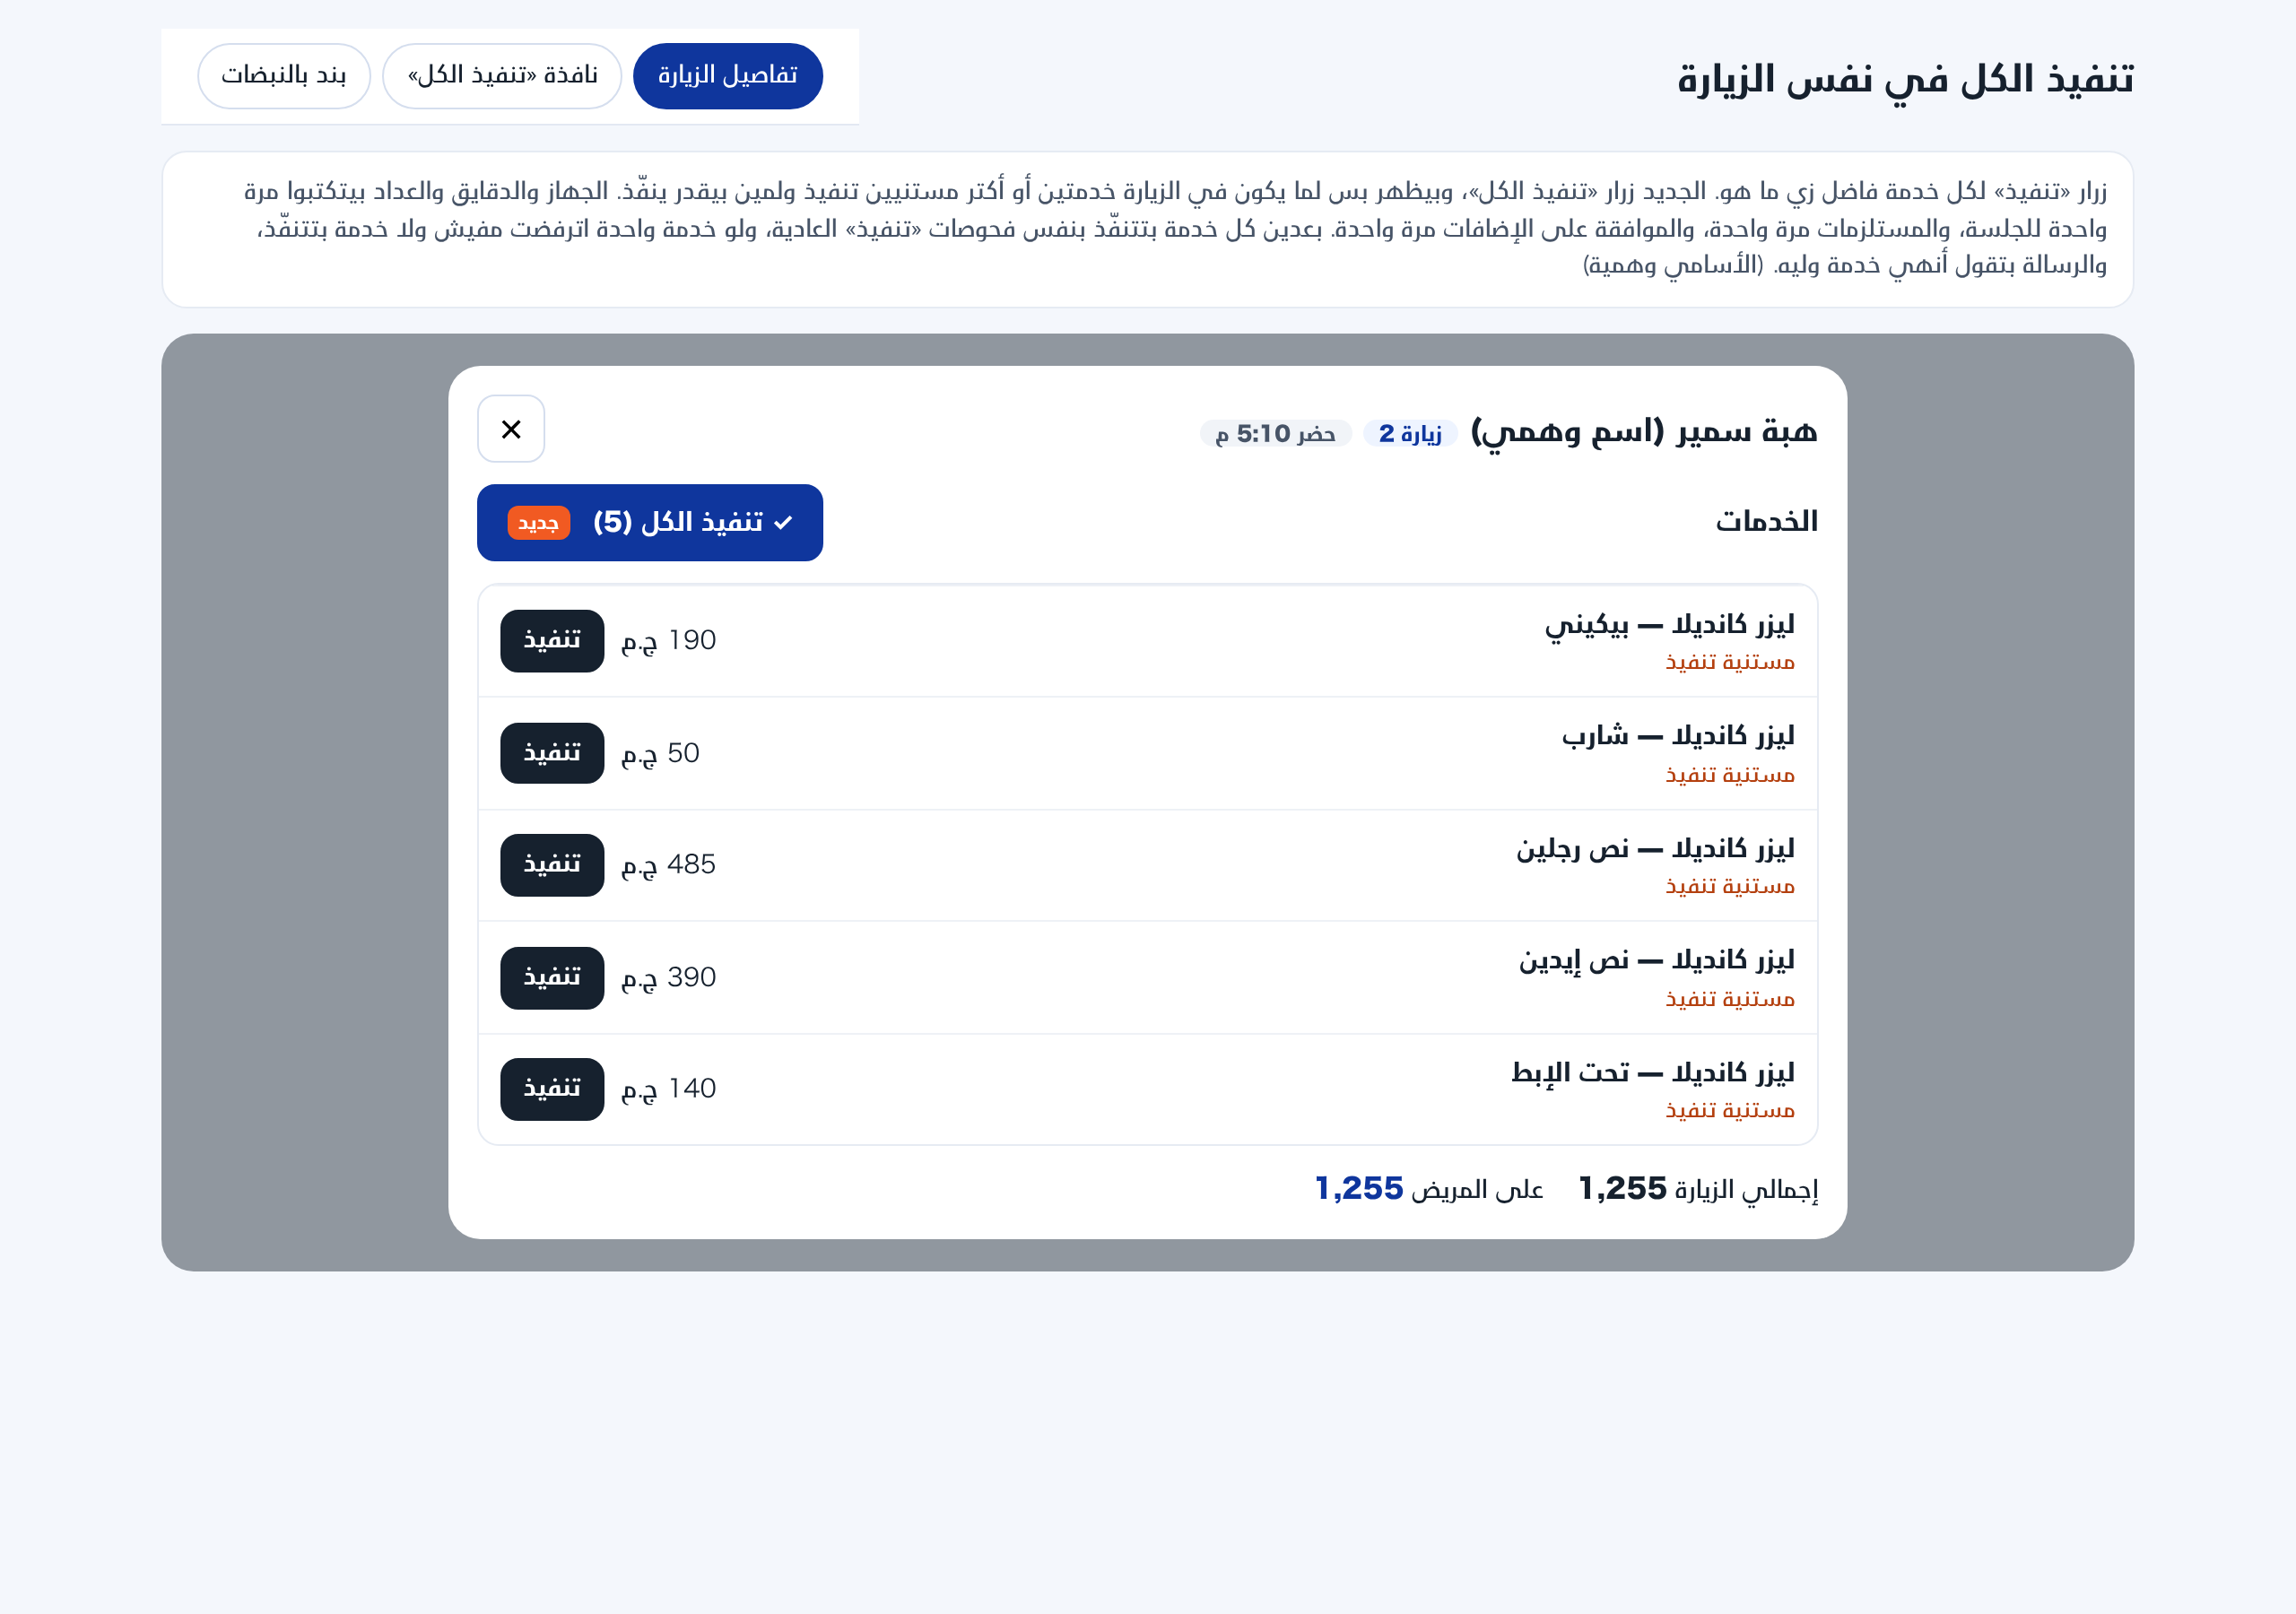 تنفيذ الكل في نفس الزيارة
تفاصيل الزيارة
نافذة «تنفيذ الكل»
بند بالنبضات
زرار «تنفيذ» لكل خدمة فاضل زي ما هو. الجديد زرار «تنفيذ الكل»، وبيظهر بس لما يكون في الزيارة خدمتين أو أكتر مستنيين تنفيذ ولمين بيقدر ينفّذ. الجهاز والدقايق والعداد بيتكتبوا مرة
واحدة للجلسة، والمستلزمات مرة واحدة، والموافقة على الإضافات مرة واحدة. بعدين كل خدمة بتتنفّذ بنفس فحوصات «تنفيذ» العادية، ولو خدمة واحدة اترفضت مفيش ولا خدمة بتتنفّذ،
والرسالة بتقول أنهي خدمة وليه. (الأسامي وهمية)
هبة سمير (اسم وهمي) زيارة 2 حضر 5:10 م
✕
الخدمات
✓ تنفيذ الكل (5) جديد
ليزر كانديلا — بيكيني
مستنية تنفيذ
190 ج.م
تنفيذ
ليزر كانديلا — شارب
مستنية تنفيذ
50 ج.م
تنفيذ
ليزر كانديلا — نص رجلين
مستنية تنفيذ
485 ج.م
تنفيذ
ليزر كانديلا — نص إيدين
مستنية تنفيذ
390 ج.م
تنفيذ
ليزر كانديلا — تحت الإبط
مستنية تنفيذ
140 ج.م
تنفيذ
إجمالي الزيارة 1,255 على المريض 1,255